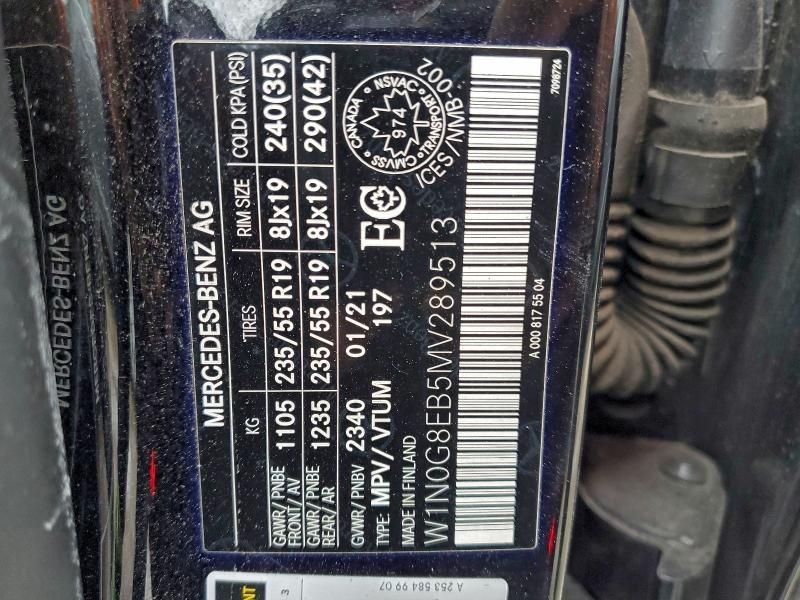 MERCEDES-BENZ AG
KG TIRES RIM SIZE COLD KPA(PSI)
GAWR/PNBE FRONT/AV 1105 235/55 R19 8Jx19 240(35)
GAWR/PNBE REAR/AR 1235 235/55 R19 8Jx19 290(42)
GVWR/PNBV 2340 01/21
TYPE: MPV/VTUM 197
MADE IN FINLAND
EC
CANADA NSVAC
974
CMVSS TRANSPORT
ICES/NMB-002
W1N0G8EB5MV289513
A 000 817 55 04
7098724
A 253 584 99 07
3
MERCEDES-BENZ AG